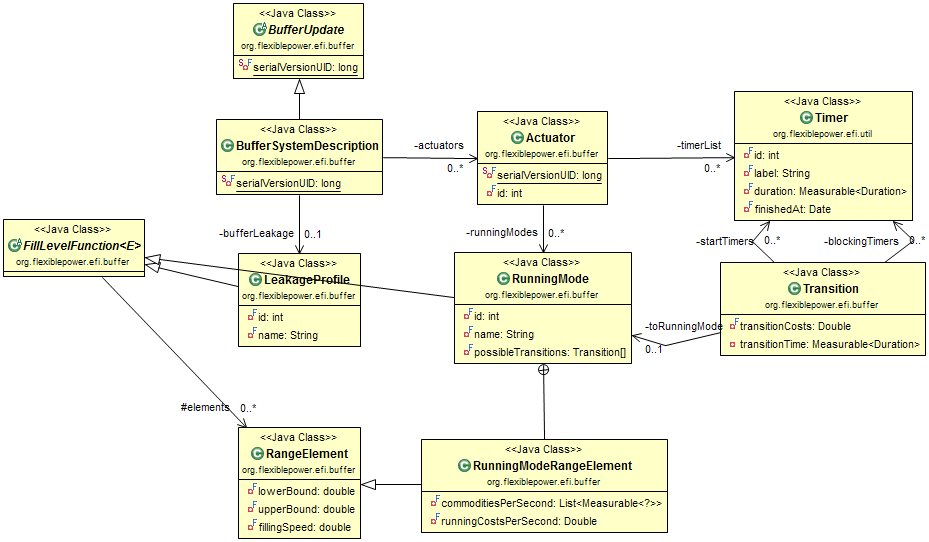 <<Java Class>>
BufferUpdate
org.flexiblepower.efi.buffer
serialVersionUID: long
<<Java Class>>
BufferSystemDescription
org.flexiblepower.efi.buffer
serialVersionUID: long
-actuators
0..*
<<Java Class>>
Actuator
org.flexiblepower.efi.buffer
serialVersionUID: long
id: int
-timerList
0..*
<<Java Class>>
Timer
org.flexiblepower.efi.util
id: int
label: String
duration: Measurable<Duration>
finishedAt: Date
-bufferLeakage
0..1
-runningModes
0..*
-startTimers
0..*
-blockingTimers
0..*
<<Java Class>>
FillLevelFunction<E>
org.flexiblepower.efi.buffer
<<Java Class>>
LeakageProfile
org.flexiblepower.efi.buffer
id: int
name: String
<<Java Class>>
RunningMode
org.flexiblepower.efi.buffer
id: int
name: String
possibleTransitions: Transition[]
-toRunningMode
0..1
<<Java Class>>
Transition
org.flexiblepower.efi.buffer
transitionCosts: Double
transitionTime: Measurable<Duration>
#elements
0..*
<<Java Class>>
RangeElement
org.flexiblepower.efi.buffer
lowerBound: double
upperBound: double
fillingSpeed: double
<<Java Class>>
RunningModeRangeElement
org.flexiblepower.efi.buffer
commoditiesPerSecond: List<Measurable<?>>
runningCostsPerSecond: Double